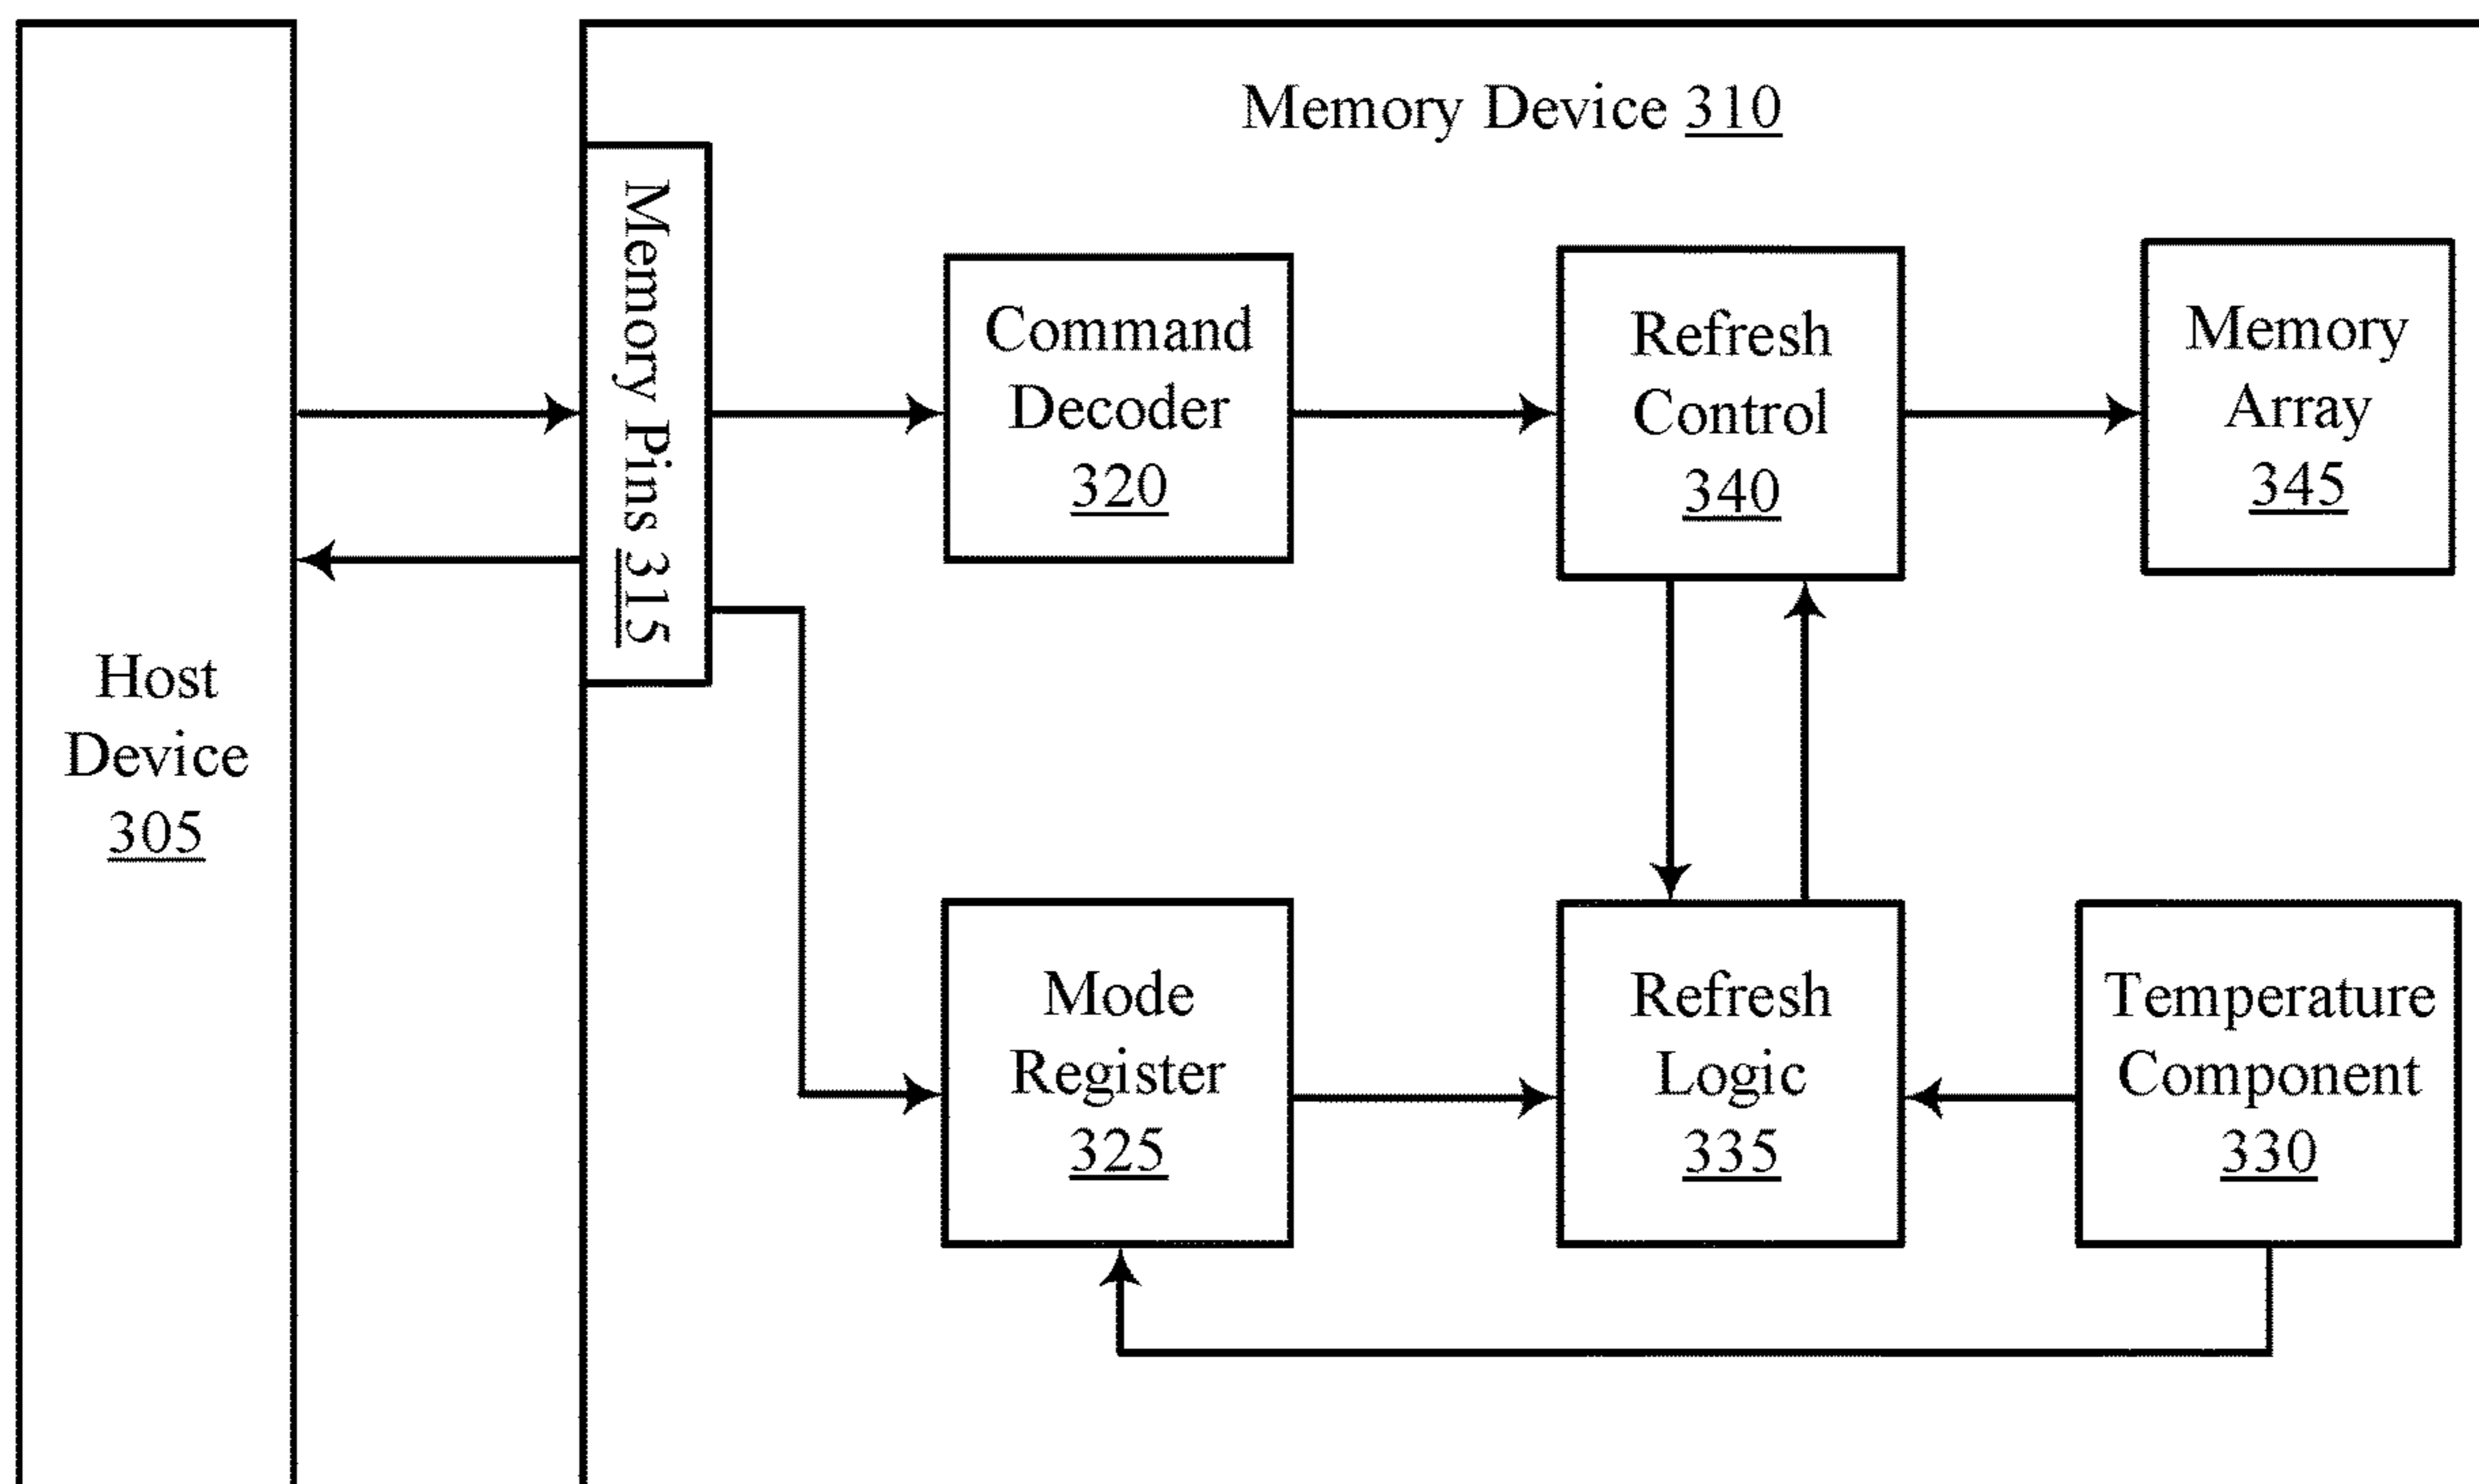 Memory Device 310
Host
Device
305
Memory Pins 315
Command
Decoder
320
Refresh
Control
340
Memory
Array
345
Mode
Register
325
Refresh
Logic
335
Temperature
Component
330